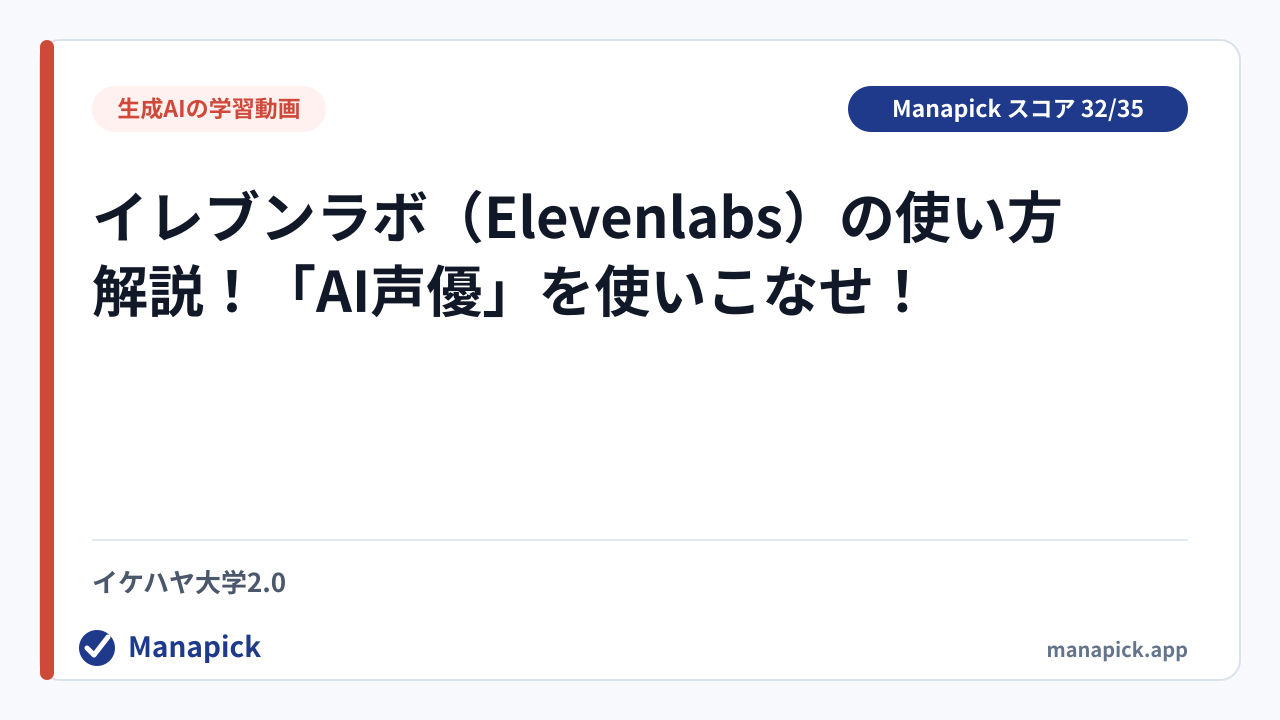 生成AIの学習動画
Manapick スコア 32/35
イレブンラボ（Elevenlabs）の使い方
解説！「AI声優」を使いこなせ！
イケハヤ大学2.0
Manapick
manapick.app